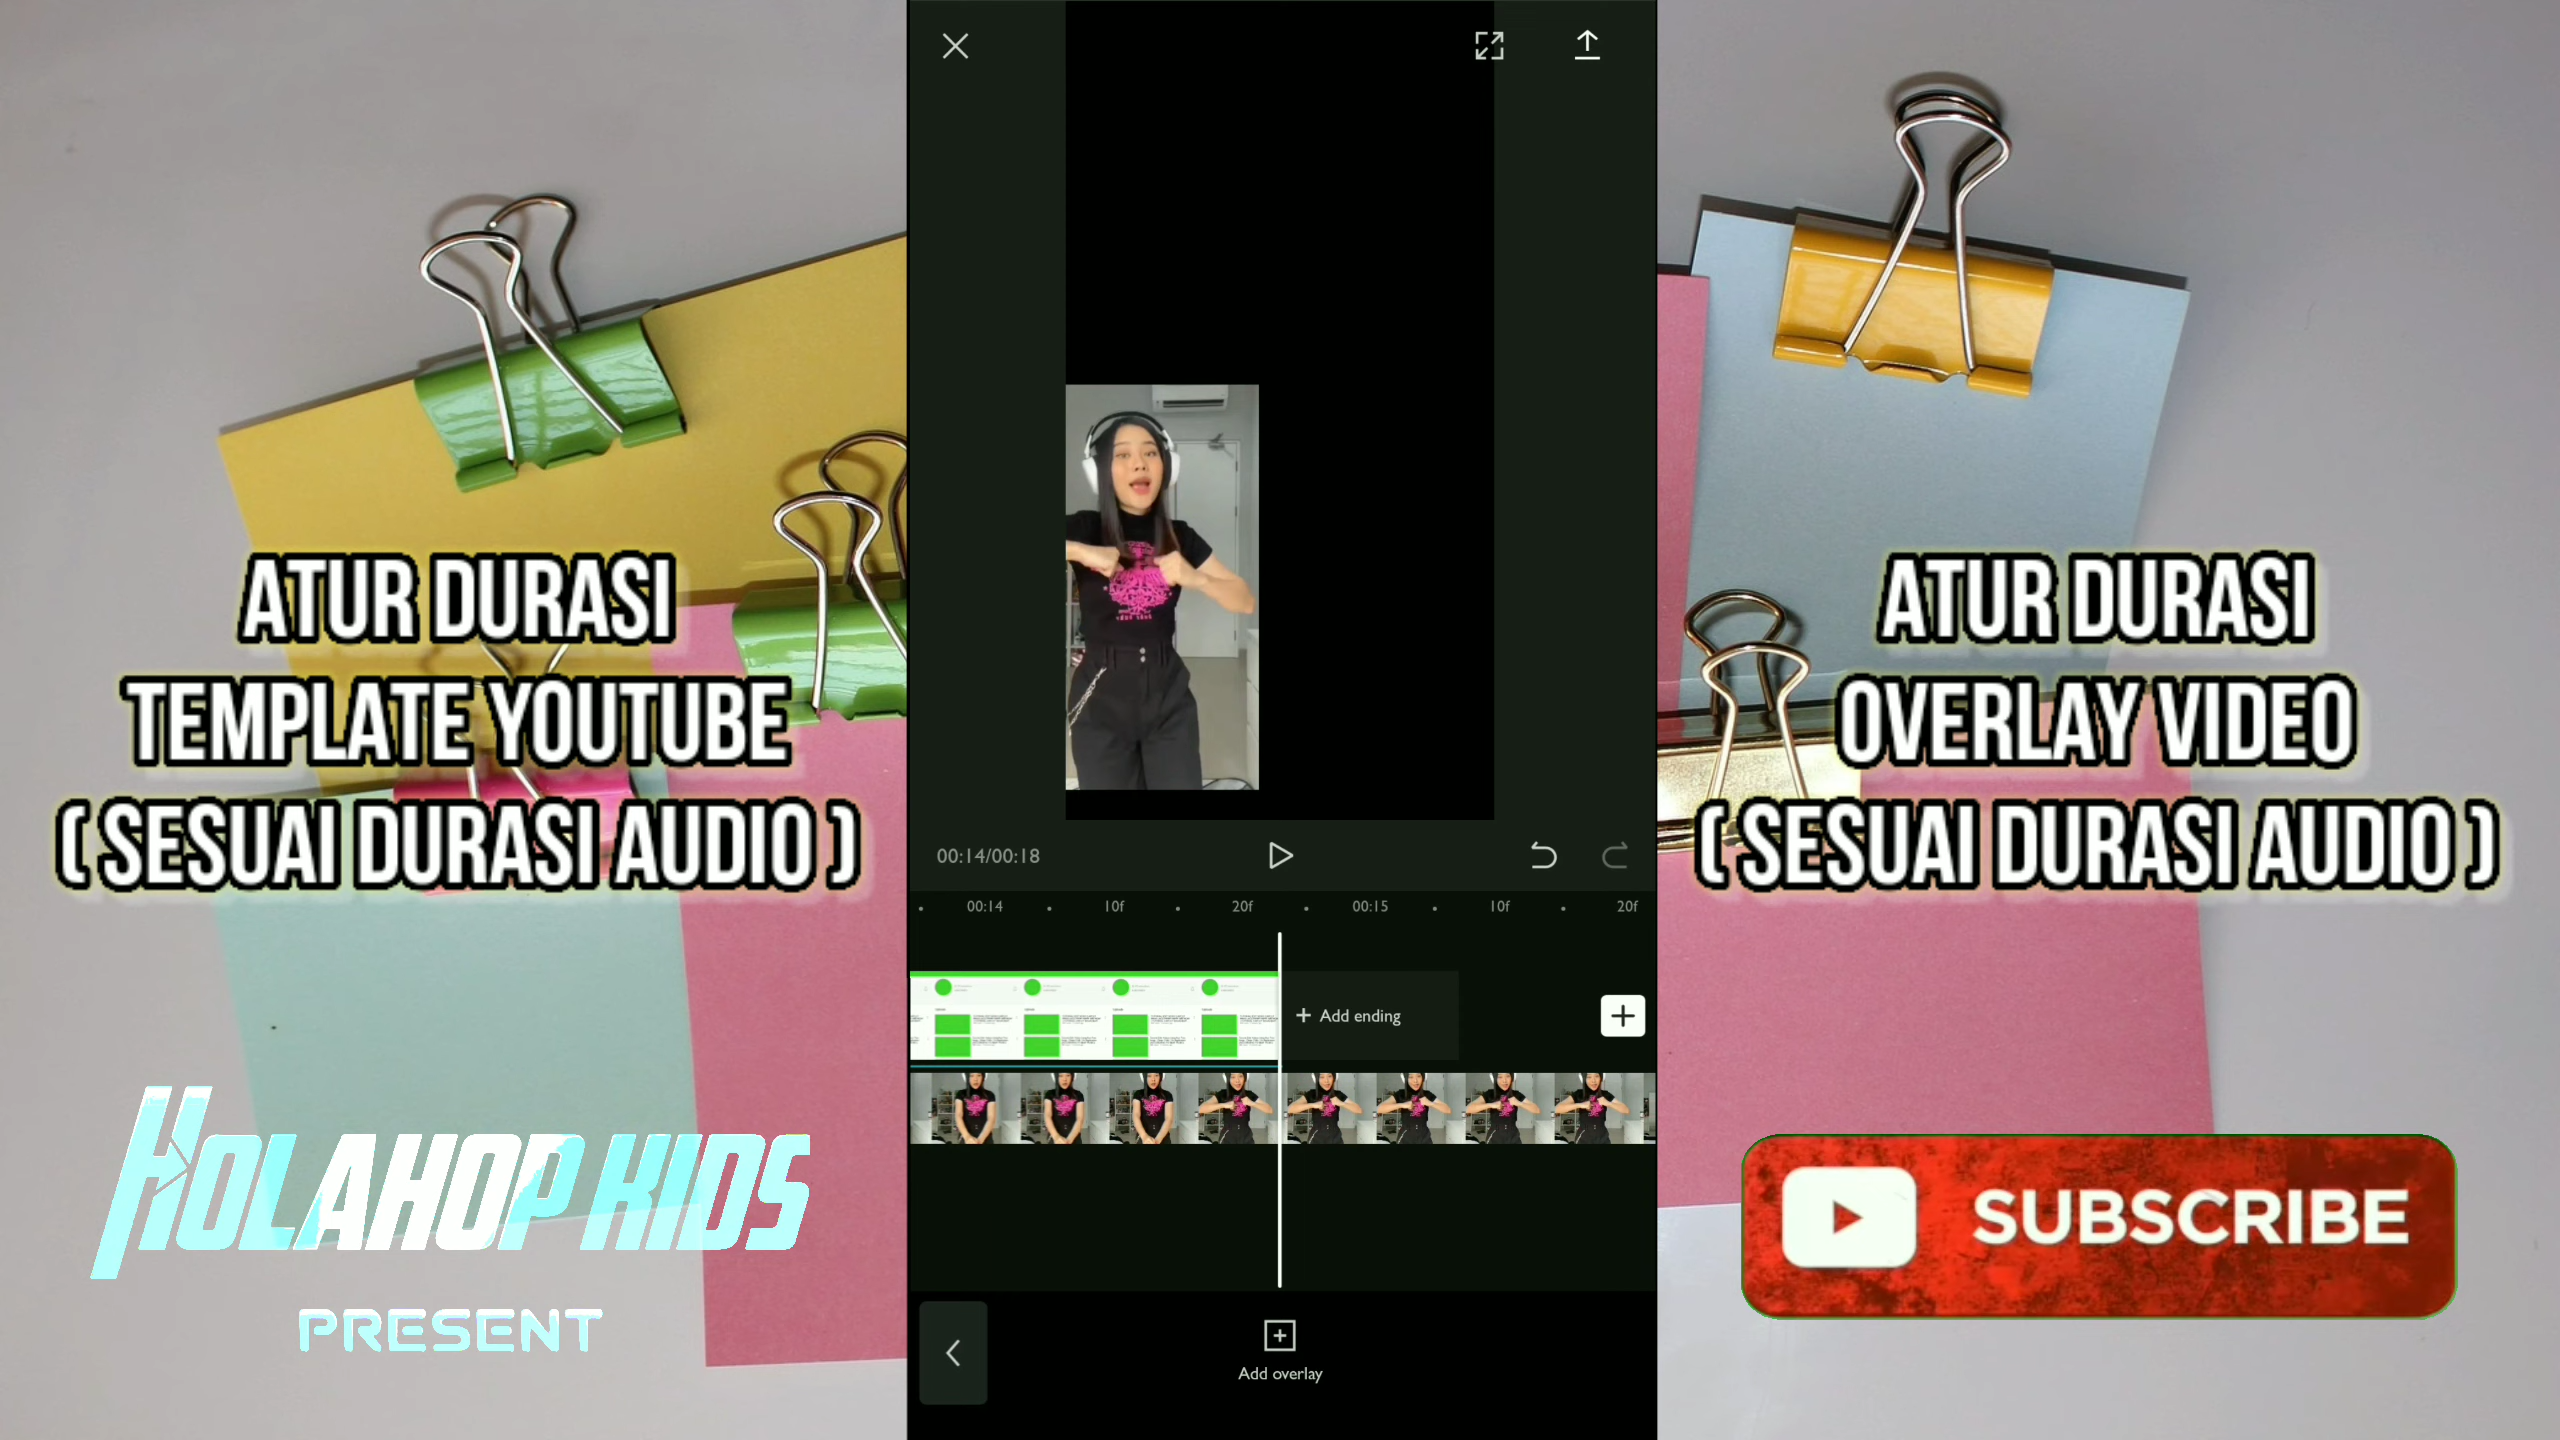 ATUR DURASI
TEMPLATE YOUTUBE
( SESUAI DURASI AUDIO )
HOLAHOP KIDS
PRESENT
00:14/00:18
00:14
10f
20f
00:15
10f
20f
+ Add ending
Add overlay
ATUR DURASI
OVERLAY VIDEO
( SESUAI DURASI AUDIO )
SUBSCRIBE